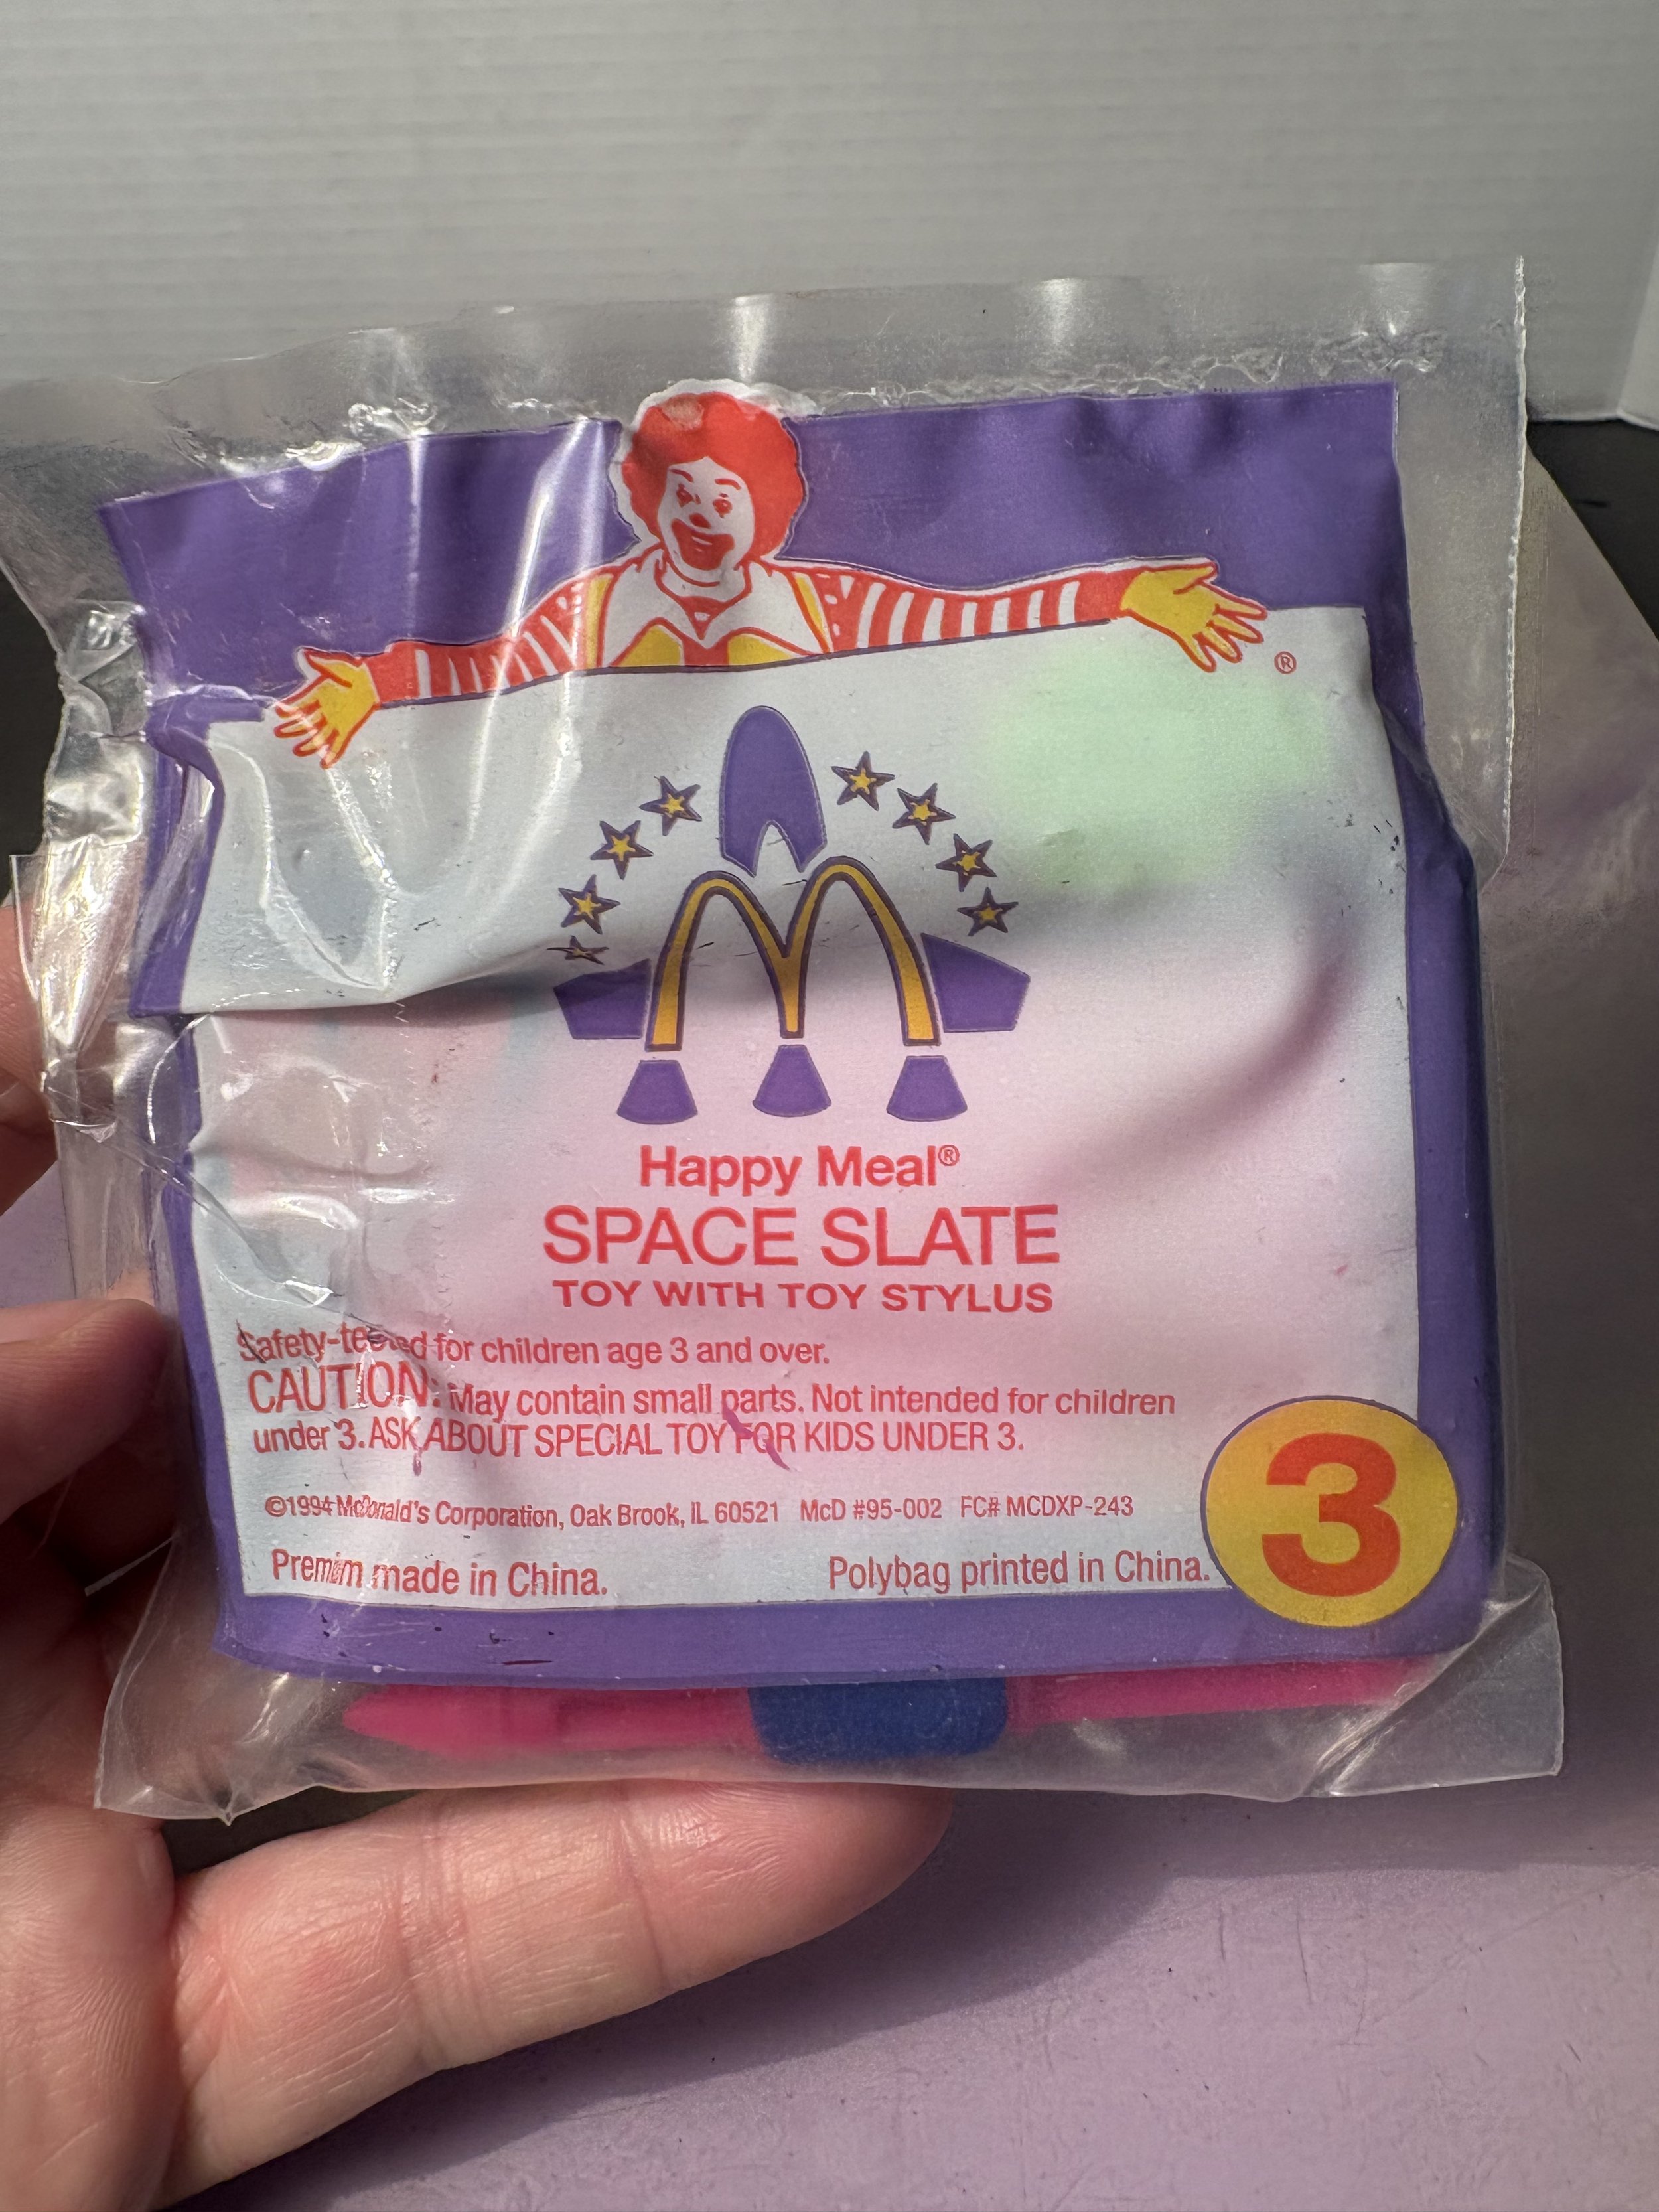 ®
Happy Meal®
SPACE SLATE
TOY WITH TOY STYLUS
Safety-tested for children age 3 and over.
CAUTION: May contain small parts. Not intended for children
under 3. ASK ABOUT SPECIAL TOY FOR KIDS UNDER 3.
©1994 McDonald's Corporation, Oak Brook, IL 60521 McD #95-002 FC# MCDXP-243
Premim made in China. Polybag printed in China.
3